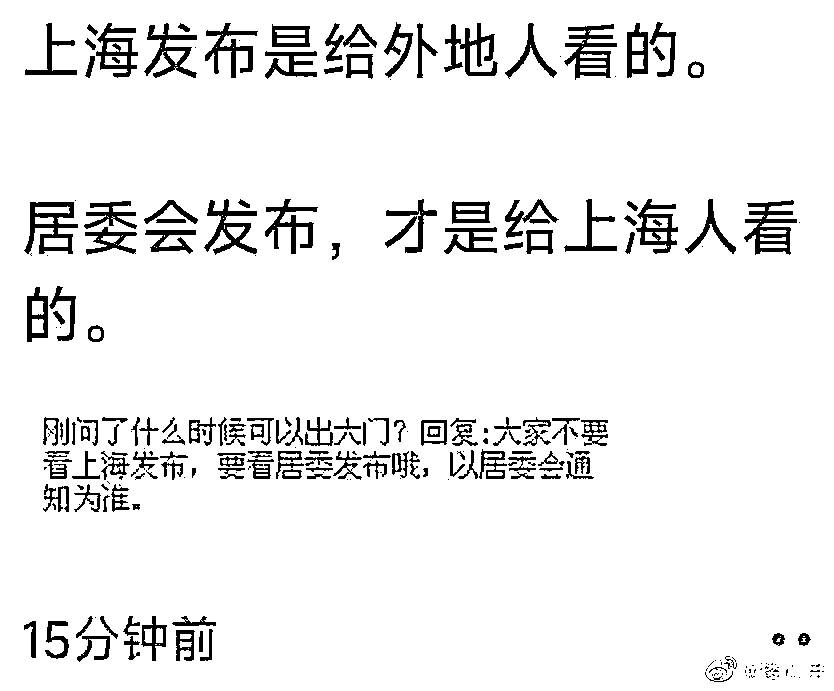 上海发布是给外地人看的。
居委会发布，才是给上海人看
的。
刚问了什么时候可以出大门？回复:大家不要
看上海发布，要看居委发布哦，以居委会通
知为准。
15分钟前